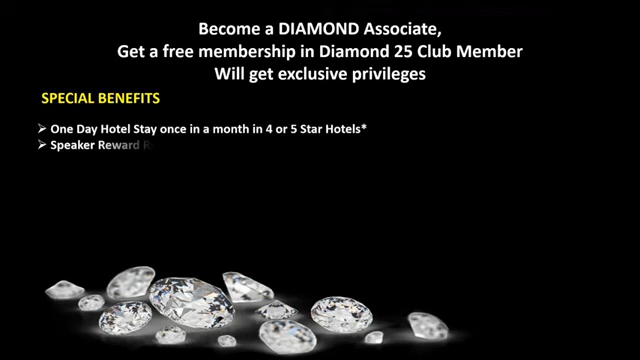 Become a DIAMOND Associate,
Get a free membership in Diamond 25 Club Member
Will get exclusive privileges
SPECIAL BENEFITS
➢ One Day Hotel Stay once in a month in 4 or 5 Star Hotels*
➢ Speaker Reward